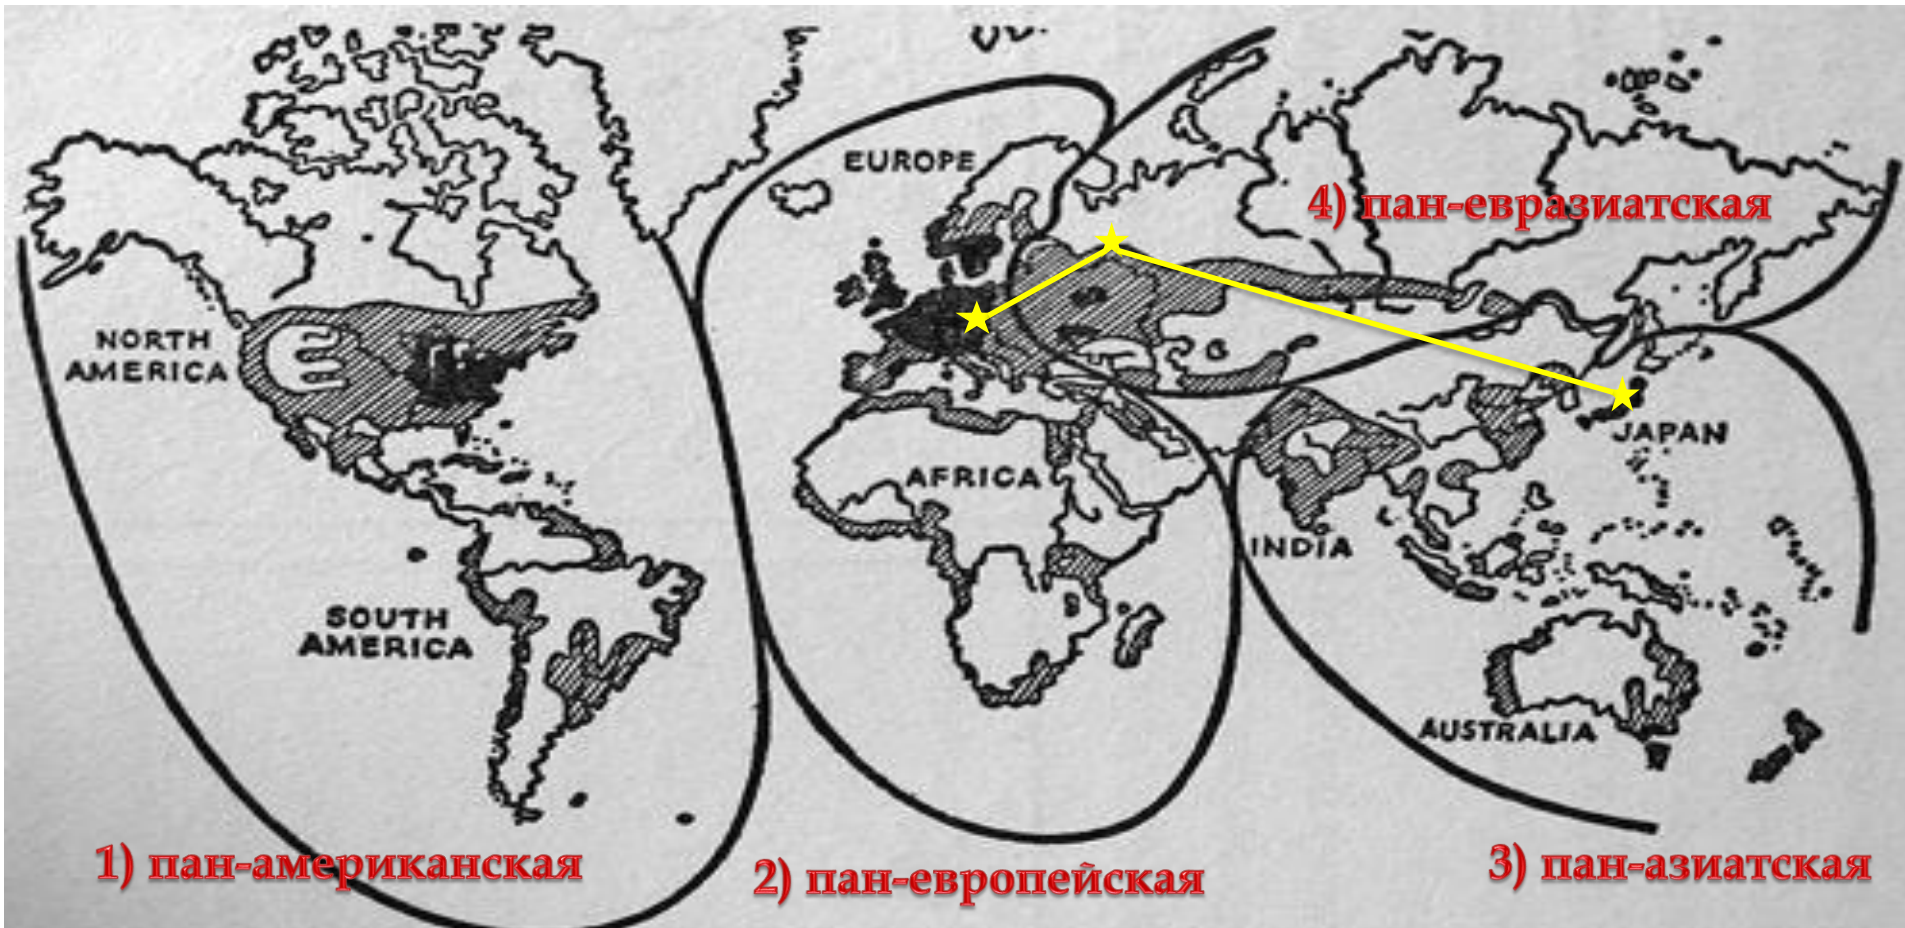 EUROPE
4) пан-евразиатская
NORTH
AMERICA
JAPAN
AFRICA
INDIA
SOUTH
AMERICA
AUSTRALIA
1) пан-американская
2) пан-европейская
3) пан-азиатская